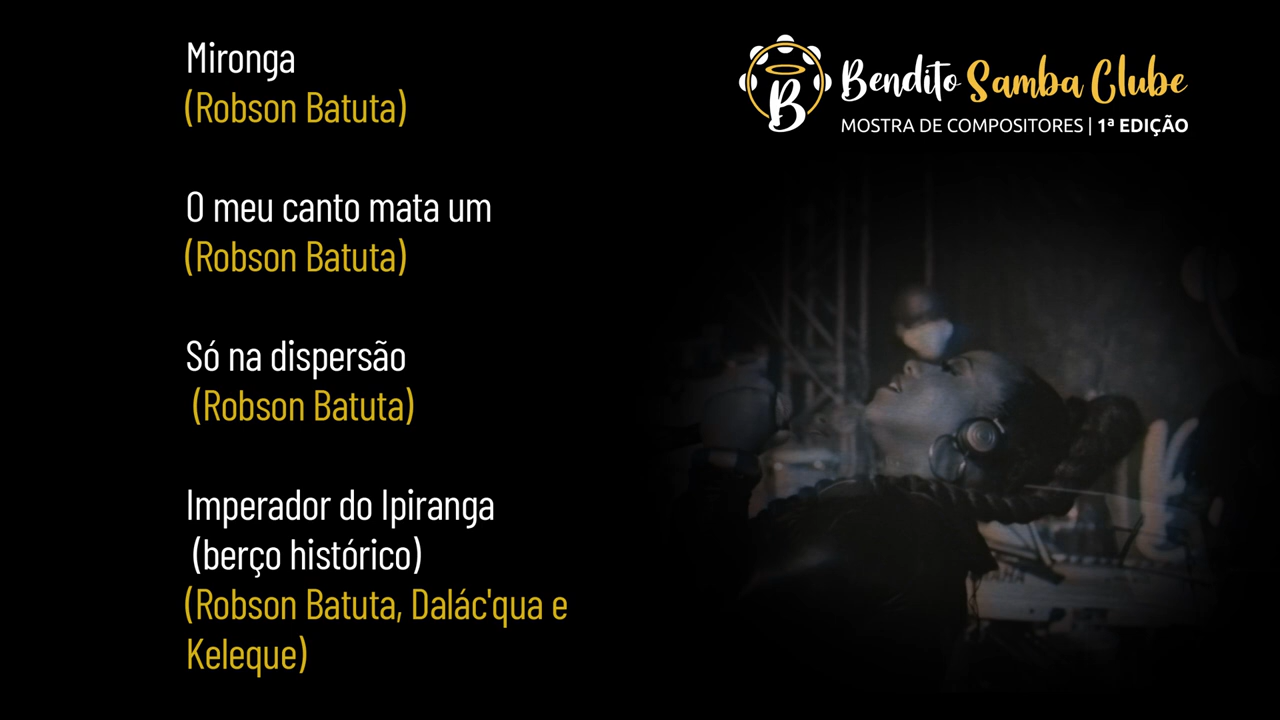 Mironga
(Robson Batuta)
O meu canto mata um
(Robson Batuta)
Só na dispersão
(Robson Batuta)
Imperador do Ipiranga
(berço histórico)
(Robson Batuta, Dalác'qua e
Keleque)
B
Bendito Samba Clube
MOSTRA DE COMPOSITORES | 1ª EDIÇÃO